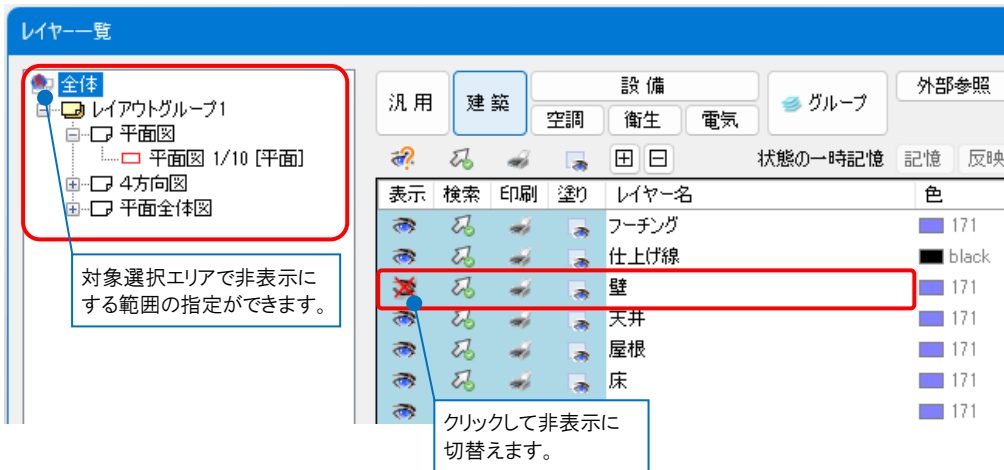 レイヤー一覧
全体
レイアウトグループ1
平面図
平面図 1/10 [平面]
4方向図
平面全体図
対象選択エリアで非表示に
する範囲の指定ができます。
汎用 建築 設備 グループ 外部参照
空調 衛生 電気
状態の一時記憶 記憶 反映
表示 検索 印刷 塗り レイヤー名 色
フーチング 171
仕上げ線 black
壁 171
天井 171
屋根 171
床 171
171
クリックして非表示に
切替えます。